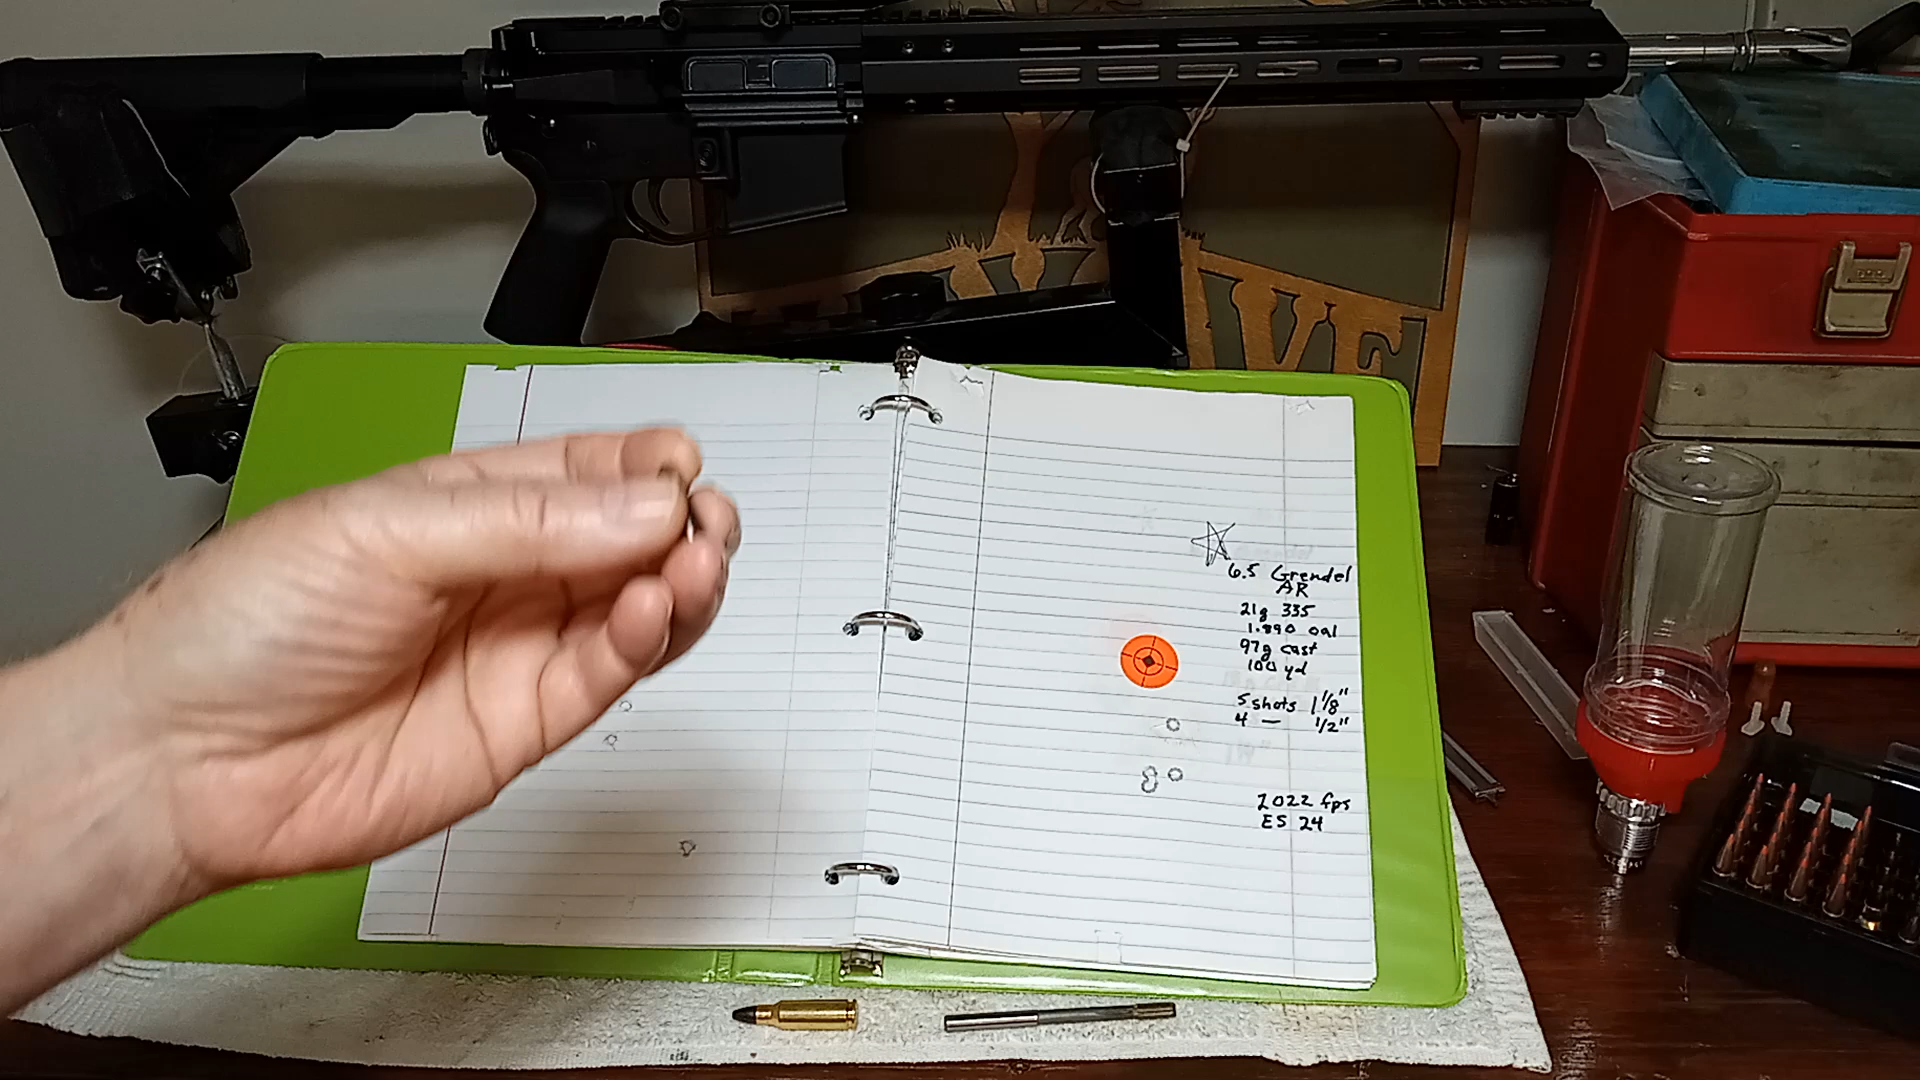 6.5 Grendel
AR
21g 335
1.890 oal
97g cast
100 yd
5 shots 1 1/8"
4 — 1/2"
2022 fps
ES 24
VE